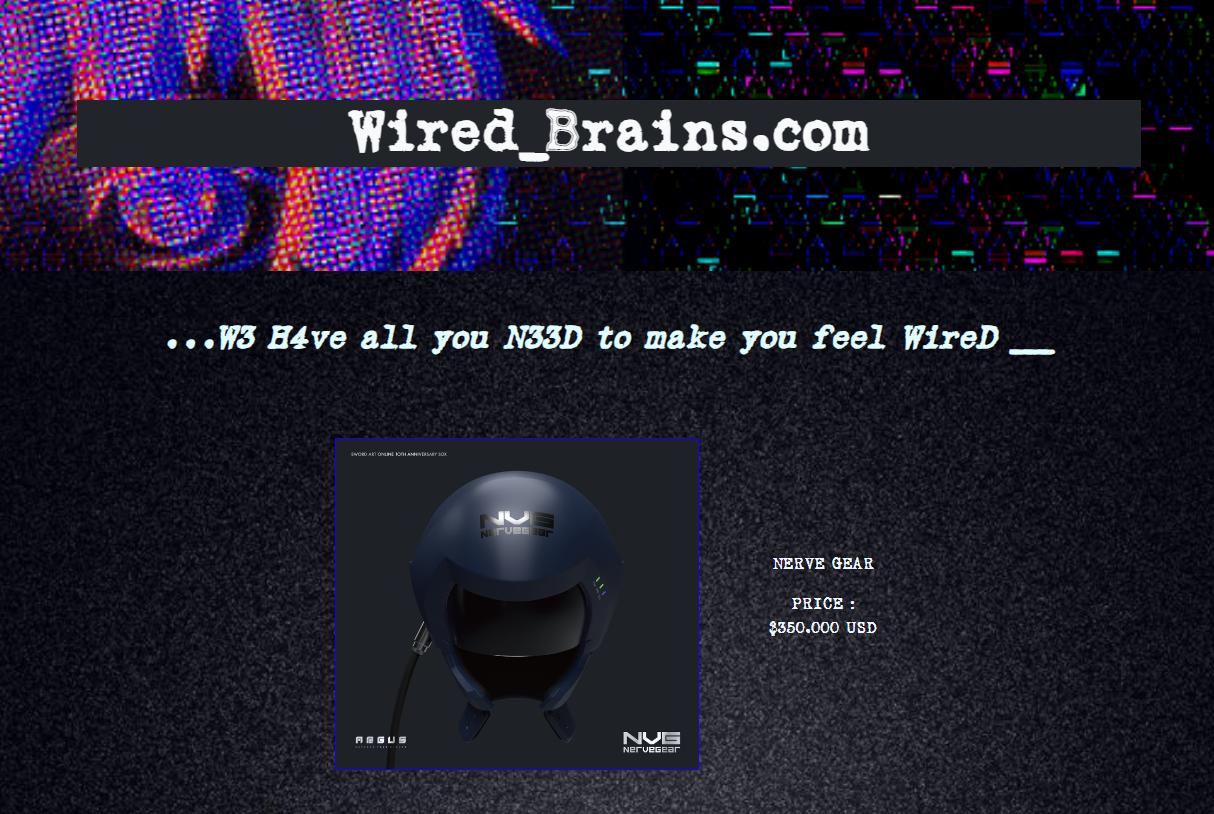 Wired_Brains.com
...W3 H4ve all you N33D to make you feel WireD __
SWORD ART ONLINE 10TH ANNIVERSARY BOX
NVG
NERVEGEAR
NERVE GEAR
PRICE :
$350.000 USD
ARGUS
NVG
NERVEGEAR